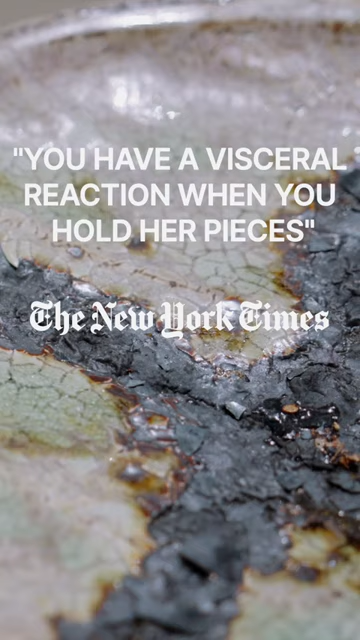 "YOU HAVE A VISCERAL
REACTION WHEN YOU
HOLD HER PIECES"
The New York Times